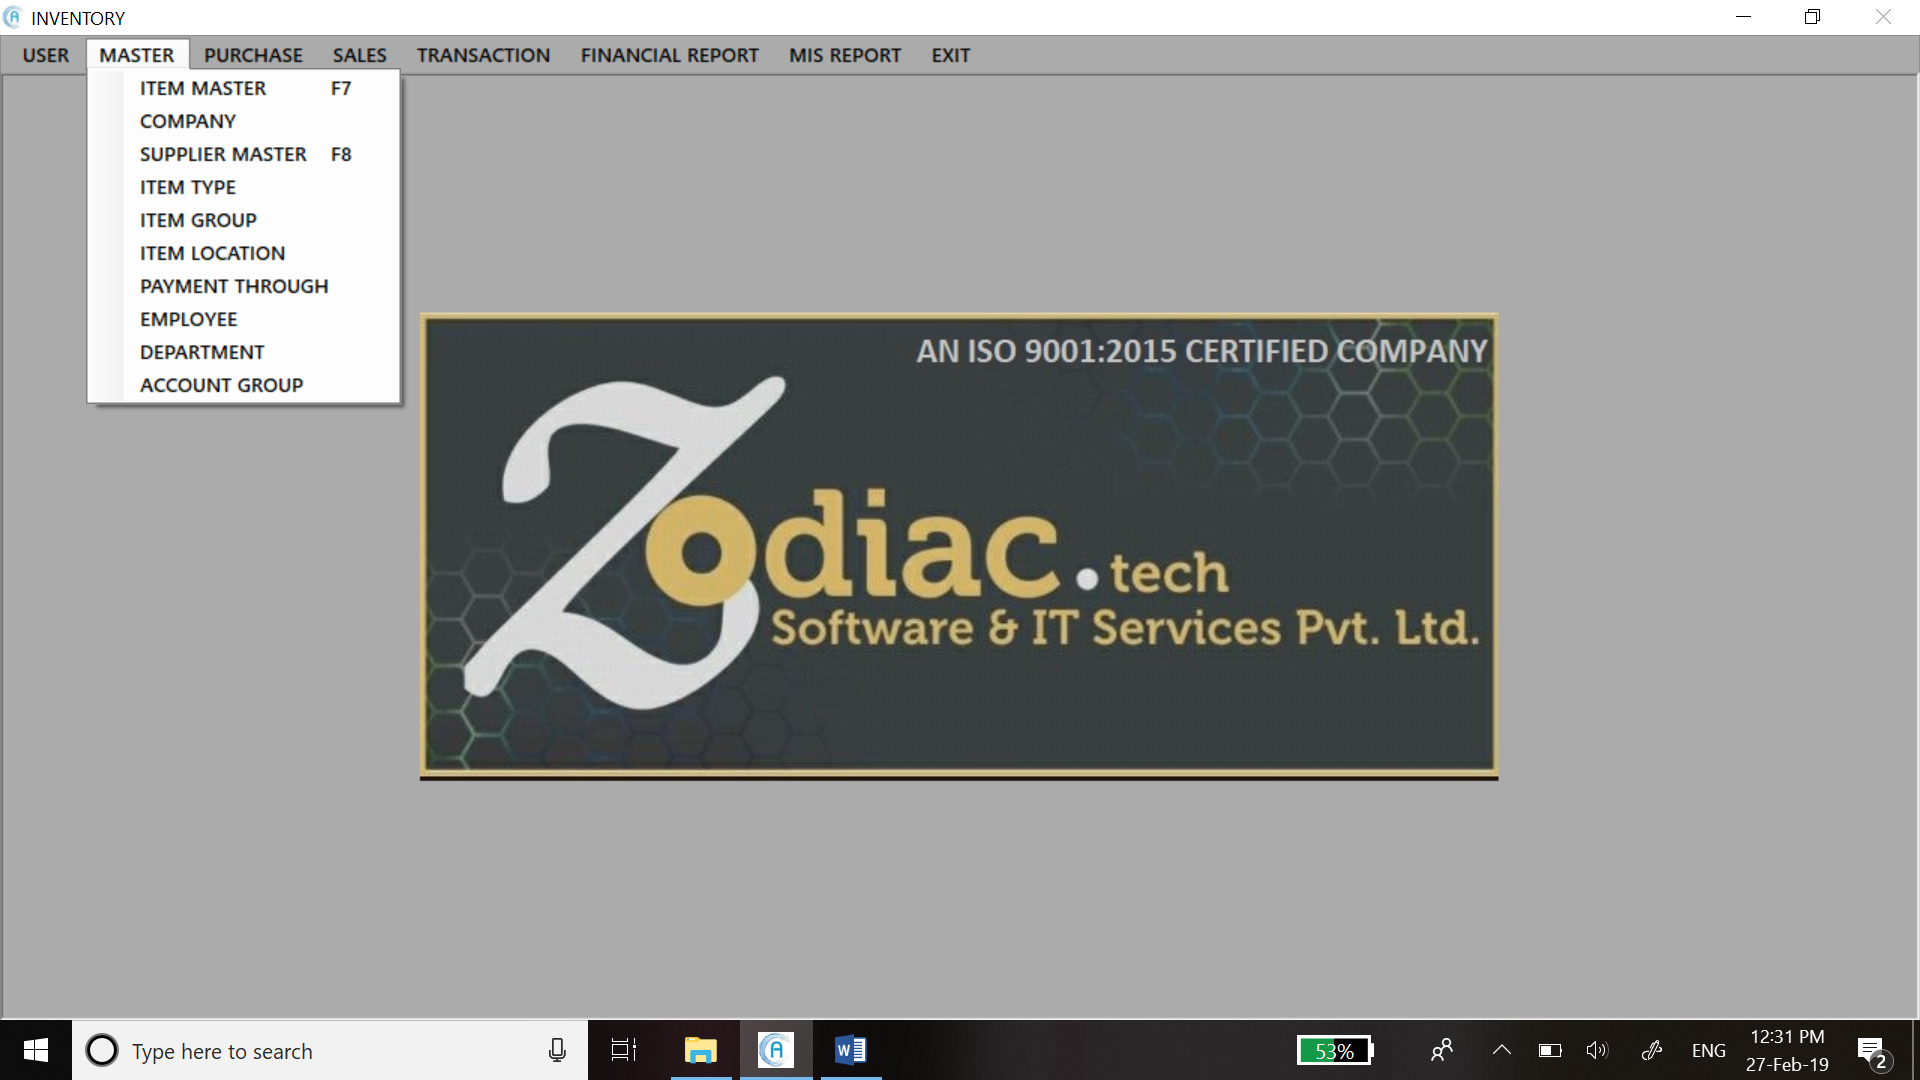 INVENTORY
USER MASTER PURCHASE SALES TRANSACTION FINANCIAL REPORT MIS REPORT EXIT
ITEM MASTER F7
COMPANY
SUPPLIER MASTER F8
ITEM TYPE
ITEM GROUP
ITEM LOCATION
PAYMENT THROUGH
EMPLOYEE
DEPARTMENT
ACCOUNT GROUP
AN ISO 9001:2015 CERTIFIED COMPANY
Zodiac.tech
Software & IT Services Pvt. Ltd.
Type here to search
53%
ENG
12:31 PM
27-Feb-19
2